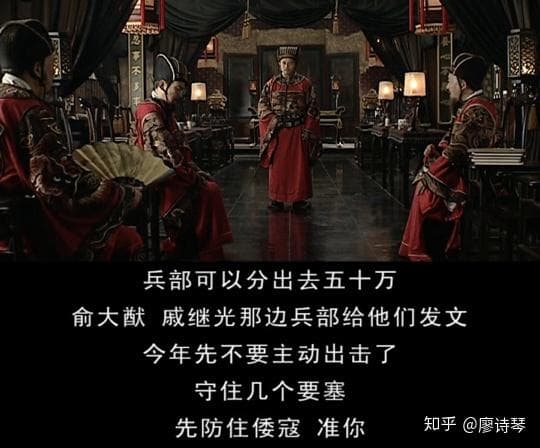 兵部可以分出去五十万
俞大猷 戚继光那边兵部给他们发文
今年先不要主动出击了
守住几个要塞
先防住倭寇 准你
知乎 @廖诗琴